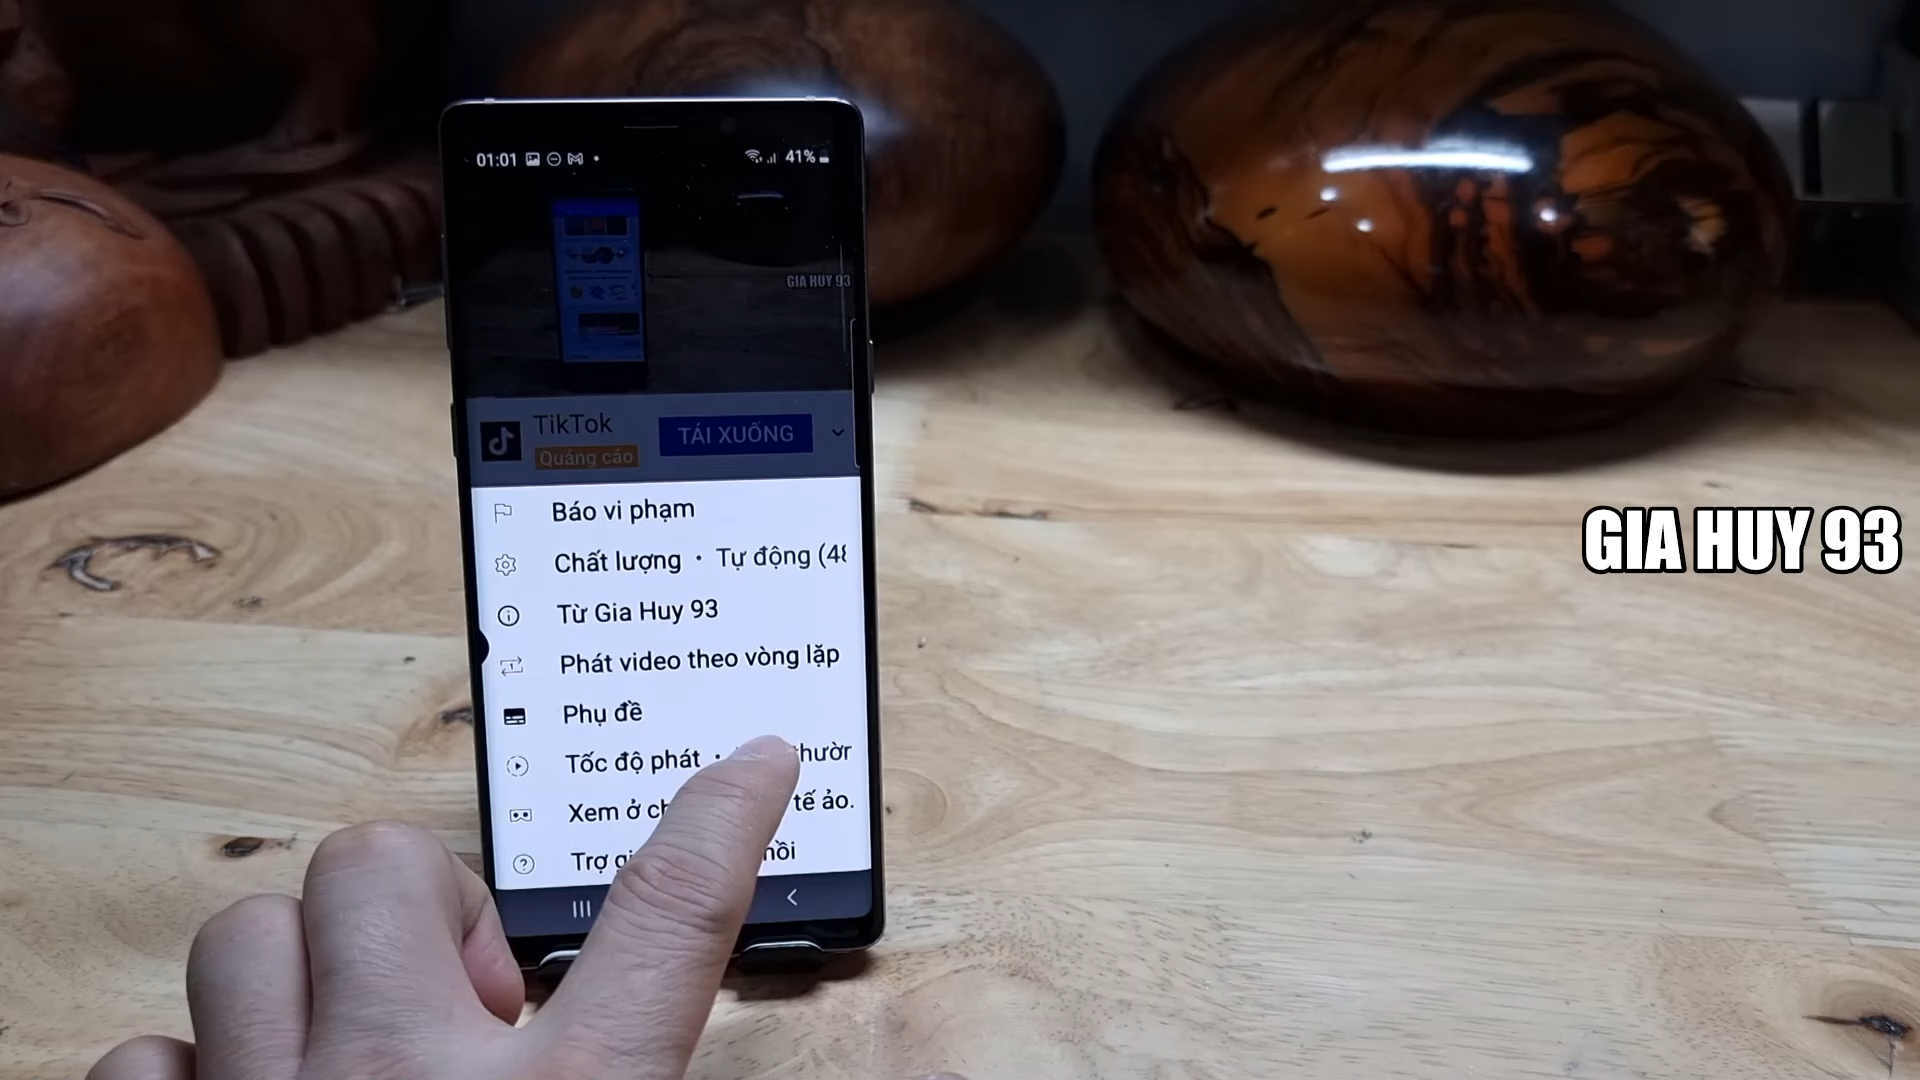 01:01
41%
GIA HUY 93
TikTok
TẢI XUỐNG
Quảng cáo
Báo vi phạm
Chất lượng • Tự động (48
Từ Gia Huy 93
Phát video theo vòng lặp
Phụ đề
Tốc độ phát •
Xem ở tế ảo.
Trợ
GIA HUY 93